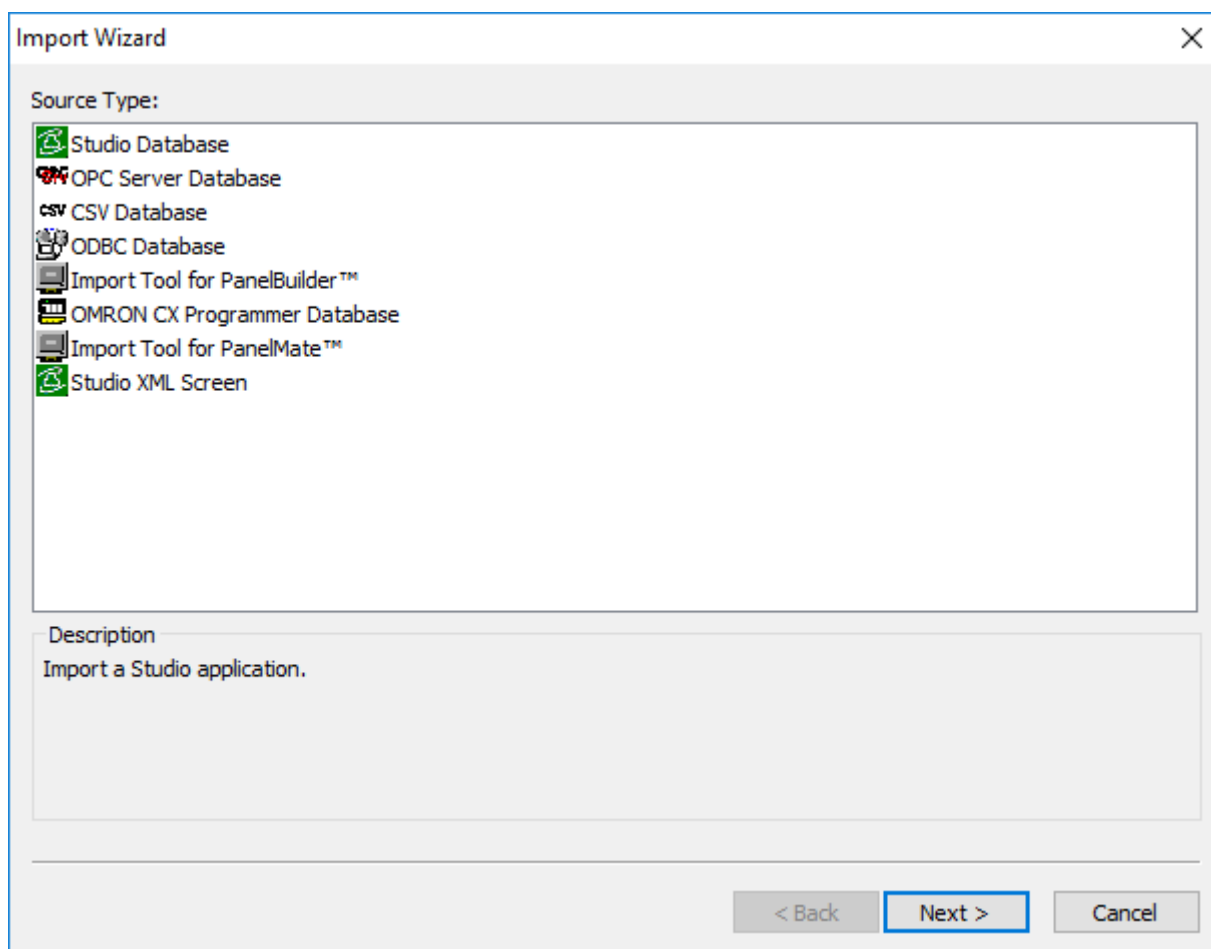 Import Wizard
Source Type:
Studio Database
OPC Server Database
CSV CSV Database
ODBC Database
Import Tool for PanelBuilder™
OMRON CX Programmer Database
Import Tool for PanelMate™
Studio XML Screen
Description
Import a Studio application.
< Back Next > Cancel